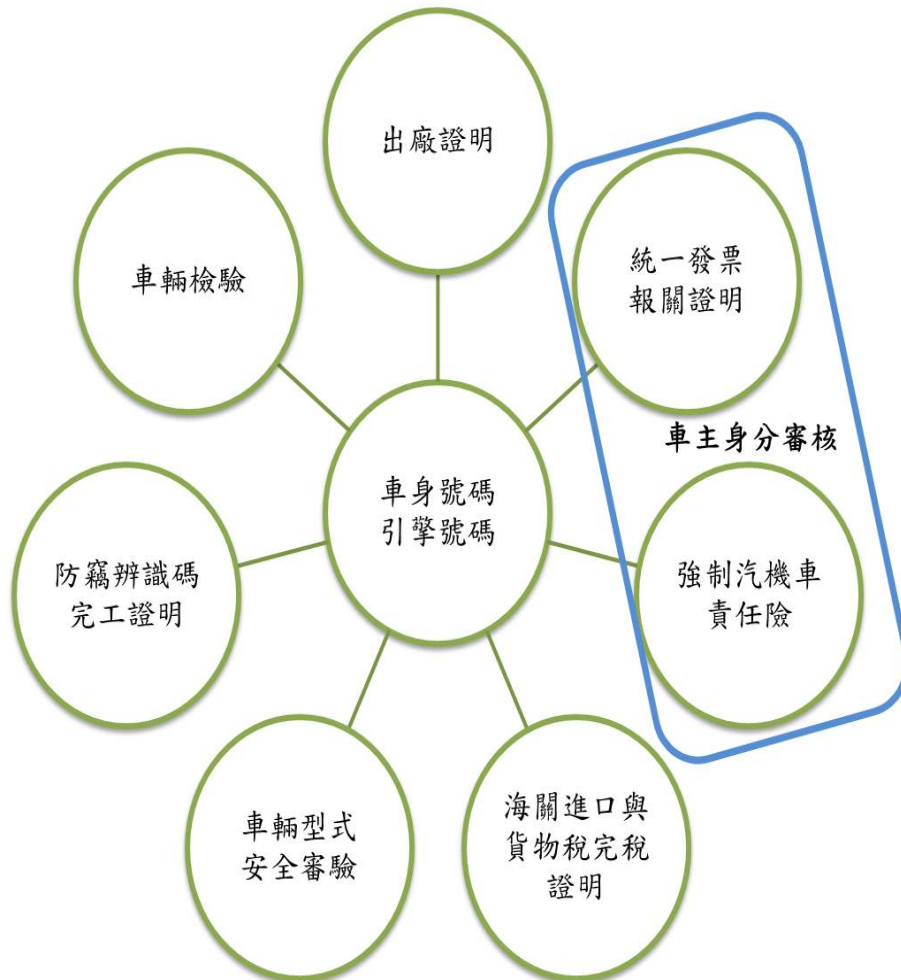 出廠證明
車輛檢驗
統一發票
報關證明
車主身分審核
車身號碼
引擎號碼
防竊辨識碼
完工證明
強制汽機車
責任險
車輛型式
安全審驗
海關進口與
貨物稅完稅
證明